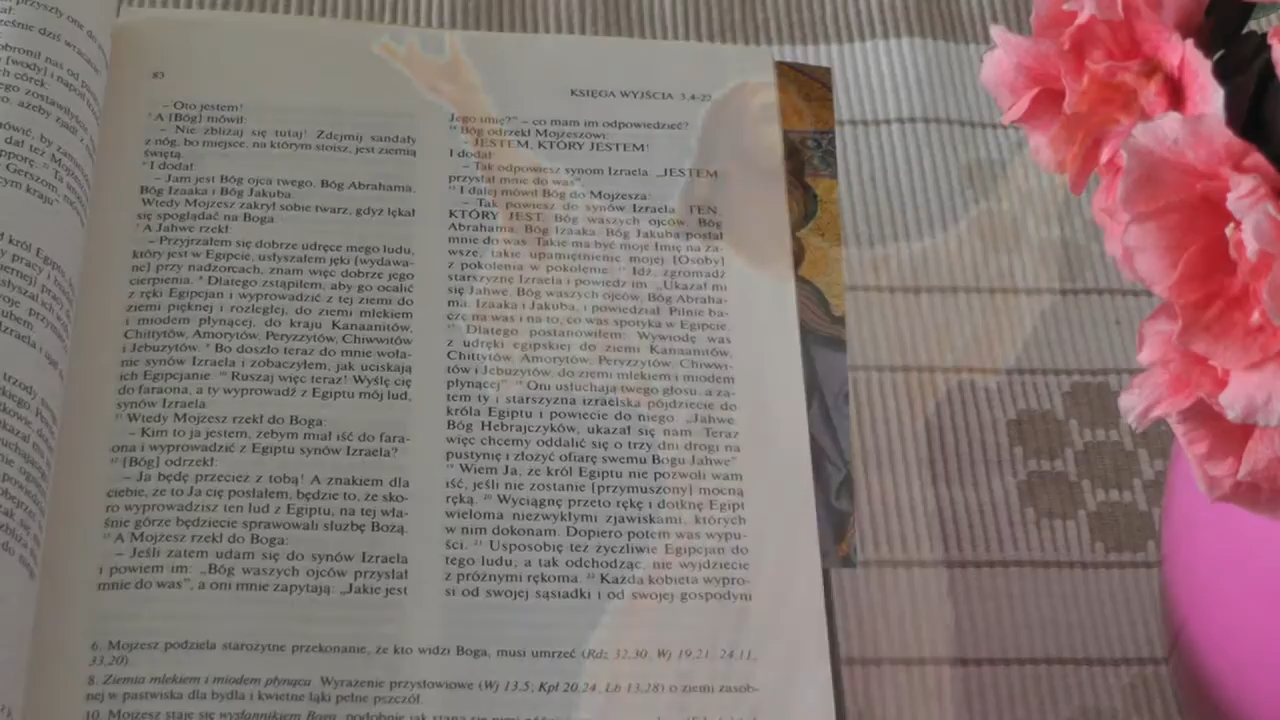 83
KSIĘGA WYJŚCIA 3,4-22
– Oto jestem!
⁵ A [Bóg] mówił:
– Nie zbliżaj się tutaj! Zdejmij sandały
z nóg, bo miejsce, na którym stoisz, jest ziemią
świętą.
⁶ I dodał:
– Jam jest Bóg ojca twego, Bóg Abrahama,
Bóg Izaaka i Bóg Jakuba.
Wtedy Mojżesz zakrył sobie twarz, gdyż lękał
się spoglądać na Boga.
⁷ A Jahwe rzekł:
– Przyjrzałem się dobrze udręce mego ludu,
który jest w Egipcie, usłyszałem jęki [wydawa-
ne] przy nadzorcach, znam więc dobrze jego
cierpienia. ⁸ Dlatego zstąpiłem, aby go ocalić
z ręki Egipcjan i wyprowadzić z tej ziemi do
ziemi pięknej i rozległej, do ziemi mlekiem
i miodem płynącej, do kraju Kanaanitów,
Chittytów, Amorytów, Peryzzytów, Chiwwitów
i Jebuzytów. ⁹ Bo doszło teraz do mnie woła-
nie synów Izraela i zobaczyłem, jak uciskają
ich Egipcjanie. ¹⁰ Ruszaj więc teraz! Wyślę cię
do faraona, a ty wyprowadź z Egiptu mój lud,
synów Izraela.
¹¹ Wtedy Mojżesz rzekł do Boga:
– Kim to ja jestem, żebym miał iść do fara-
ona i wyprowadzić z Egiptu synów Izraela?
¹² [Bóg] odrzekł:
– Ja będę przecież z tobą! A znakiem dla
ciebie, że to Ja cię posłałem, będzie to, że sko-
ro wyprowadzisz ten lud z Egiptu, na tej wła-
śnie górze będziecie sprawowali służbę Bożą.
¹³ A Mojżesz rzekł do Boga:
– Jeśli zatem udam się do synów Izraela
i powiem im: „Bóg waszych ojców przysłał
mnie do was”, a oni mnie zapytają: „Jakie jest
Jego imię?” – co mam im odpowiedzieć?
¹⁴ Bóg odrzekł Mojżeszowi:
– JESTEM, KTÓRY JESTEM!
I dodał:
– Tak odpowiesz synom Izraela: „JESTEM
przysłał mnie do was”.
¹⁵ I dalej mówił Bóg do Mojżesza:
– Tak powiesz do synów Izraela: TEN,
KTÓRY JEST, Bóg waszych ojców, Bóg
Abrahama, Bóg Izaaka, Bóg Jakuba posłał
mnie do was. Takie ma być moje Imię na za-
wsze, takie upamiętnienie mojej [Osoby]
z pokolenia w pokolenie. ¹⁶ Idź, zgromadź
starszyznę Izraela i powiedz im: „Ukazał mi
się Jahwe, Bóg waszych ojców, Bóg Abraha-
ma, Izaaka i Jakuba, i powiedział: Pilnie ba-
czę na was i na to, co was spotyka w Egipcie.
¹⁷ Dlatego postanowiłem: Wywiodę was
z udręki egipskiej do ziemi Kanaanitów,
Chittytów, Amorytów, Peryzzytów, Chiwwi-
tów i Jebuzytów, do ziemi mlekiem i miodem
płynącej”. ¹⁸ Oni usłuchają twego głosu, a za-
tem ty i starszyzna izraelska pójdziecie do
króla Egiptu i powiecie do niego: „Jahwe,
Bóg Hebrajczyków, ukazał się nam. Teraz
więc chcemy oddalić się o trzy dni drogi na
pustynię i złożyć ofiarę swemu Bogu Jahwe”.
¹⁹ Wiem Ja, że król Egiptu nie pozwoli wam
iść, jeśli nie zostanie [przymuszony] mocną
ręką. ²⁰ Wyciągnę przeto rękę i dotknę Egipt
wieloma niezwykłymi zjawiskami, których
w nim dokonam. Dopiero potem was wypu-
ści. ²¹ Usposobię też życzliwie Egipcjan do
tego ludu; a tak odchodząc, nie wyjdziecie
z próżnymi rękoma. ²² Każda kobieta wypro-
si od swojej sąsiadki i od swojej gospodyni
6. Mojżesz podziela starożytne przekonanie, że kto widzi Boga, musi umrzeć (Rdz 32,30; Wj 19,21; 24,11;
33,20).
8. Ziemia mlekiem i miodem płynąca. Wyrażenie przysłowiowe (Wj 13,5; Kpł 20,24; Lb 13,28) o ziemi zasob-
nej w pastwiska dla bydła i kwietne łąki pełne pszczół.
10. Mojżesz staje się wysłannikiem Boga, podobnie jak